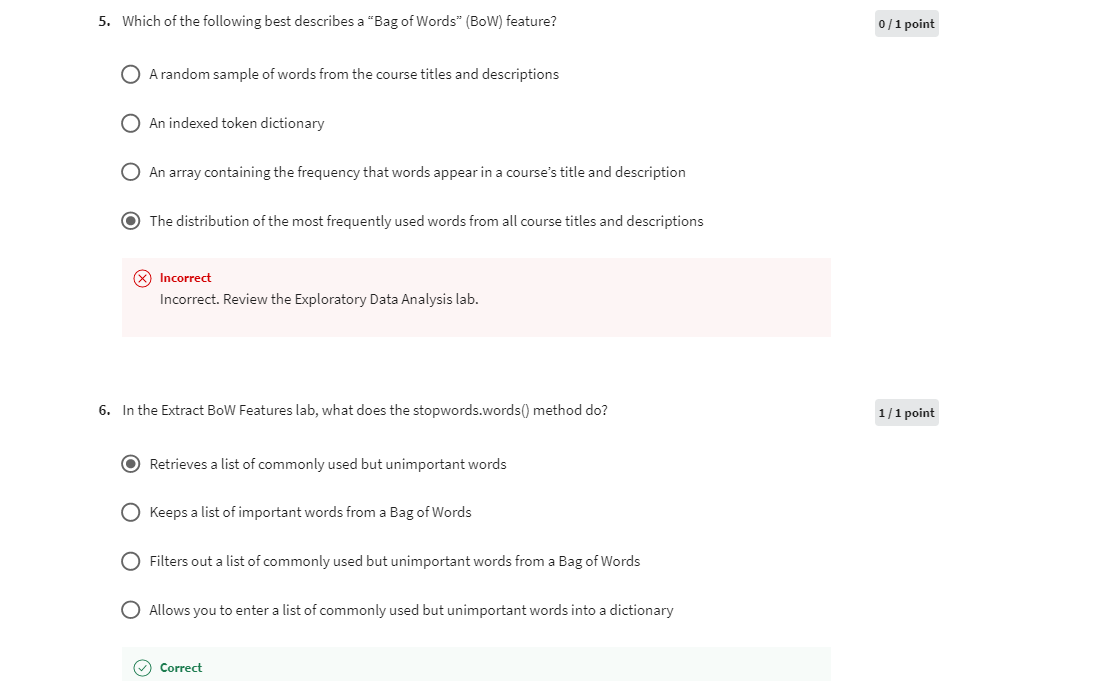 5. Which of the following best describes a “Bag of Words” (BoW) feature?
0 / 1 point
A random sample of words from the course titles and descriptions
An indexed token dictionary
An array containing the frequency that words appear in a course’s title and description
The distribution of the most frequently used words from all course titles and descriptions
Incorrect
Incorrect. Review the Exploratory Data Analysis lab.
6. In the Extract BoW Features lab, what does the stopwords.words() method do?
1 / 1 point
Retrieves a list of commonly used but unimportant words
Keeps a list of important words from a Bag of Words
Filters out a list of commonly used but unimportant words from a Bag of Words
Allows you to enter a list of commonly used but unimportant words into a dictionary
Correct